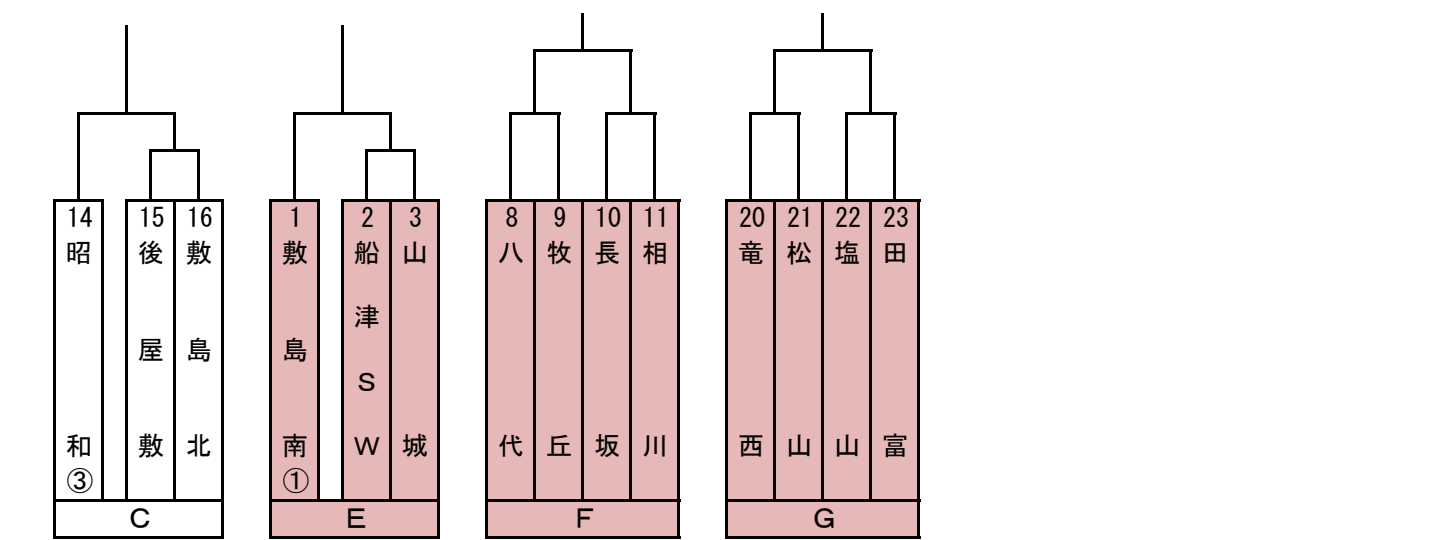 14 昭和③
15 後屋敷
16 敷島北
C
1 敷島南①
2 船津SW
3 山城
E
8 八代
9 牧丘
10 長坂
11 相川
F
20 竜西
21 松山
22 塩山
23 田富
G